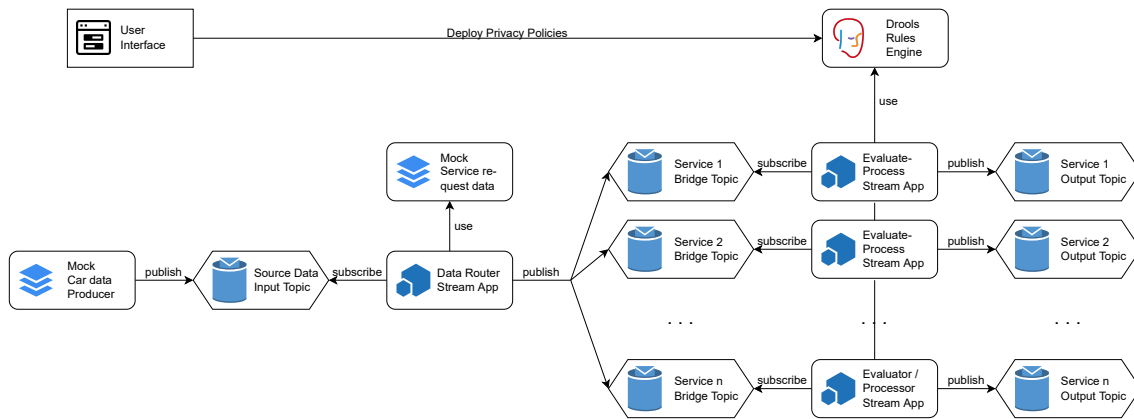 User
Interface
Deploy Privacy Policies
Drools
Rules
Engine
use
Mock
Service re-
quest data
use
Service 1
Bridge Topic
subscribe
Evaluate-
Process
Stream App
publish
Service 1
Output Topic
Service 2
Bridge Topic
subscribe
Evaluate-
Process
Stream App
publish
Service 2
Output Topic
Mock
Car data
Producer
publish
Source Data
Input Topic
subscribe
Data Router
Stream App
publish
. . .
. . .
. . .
Service n
Bridge Topic
subscribe
Evaluator /
Processor
Stream App
publish
Service n
Output Topic